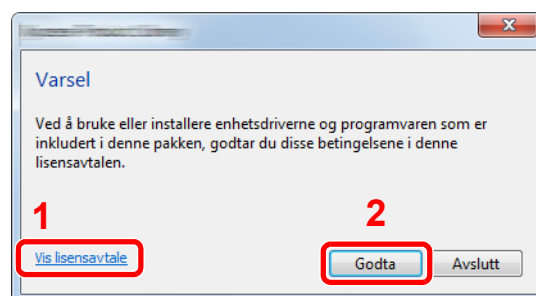 Varsel
Ved å bruke eller installere enhetsdriverne og programvaren som er
inkludert i denne pakken, godtar du disse betingelsene i denne
lisensavtalen.
1
2
Vis lisensavtale
Godta
Avslutt